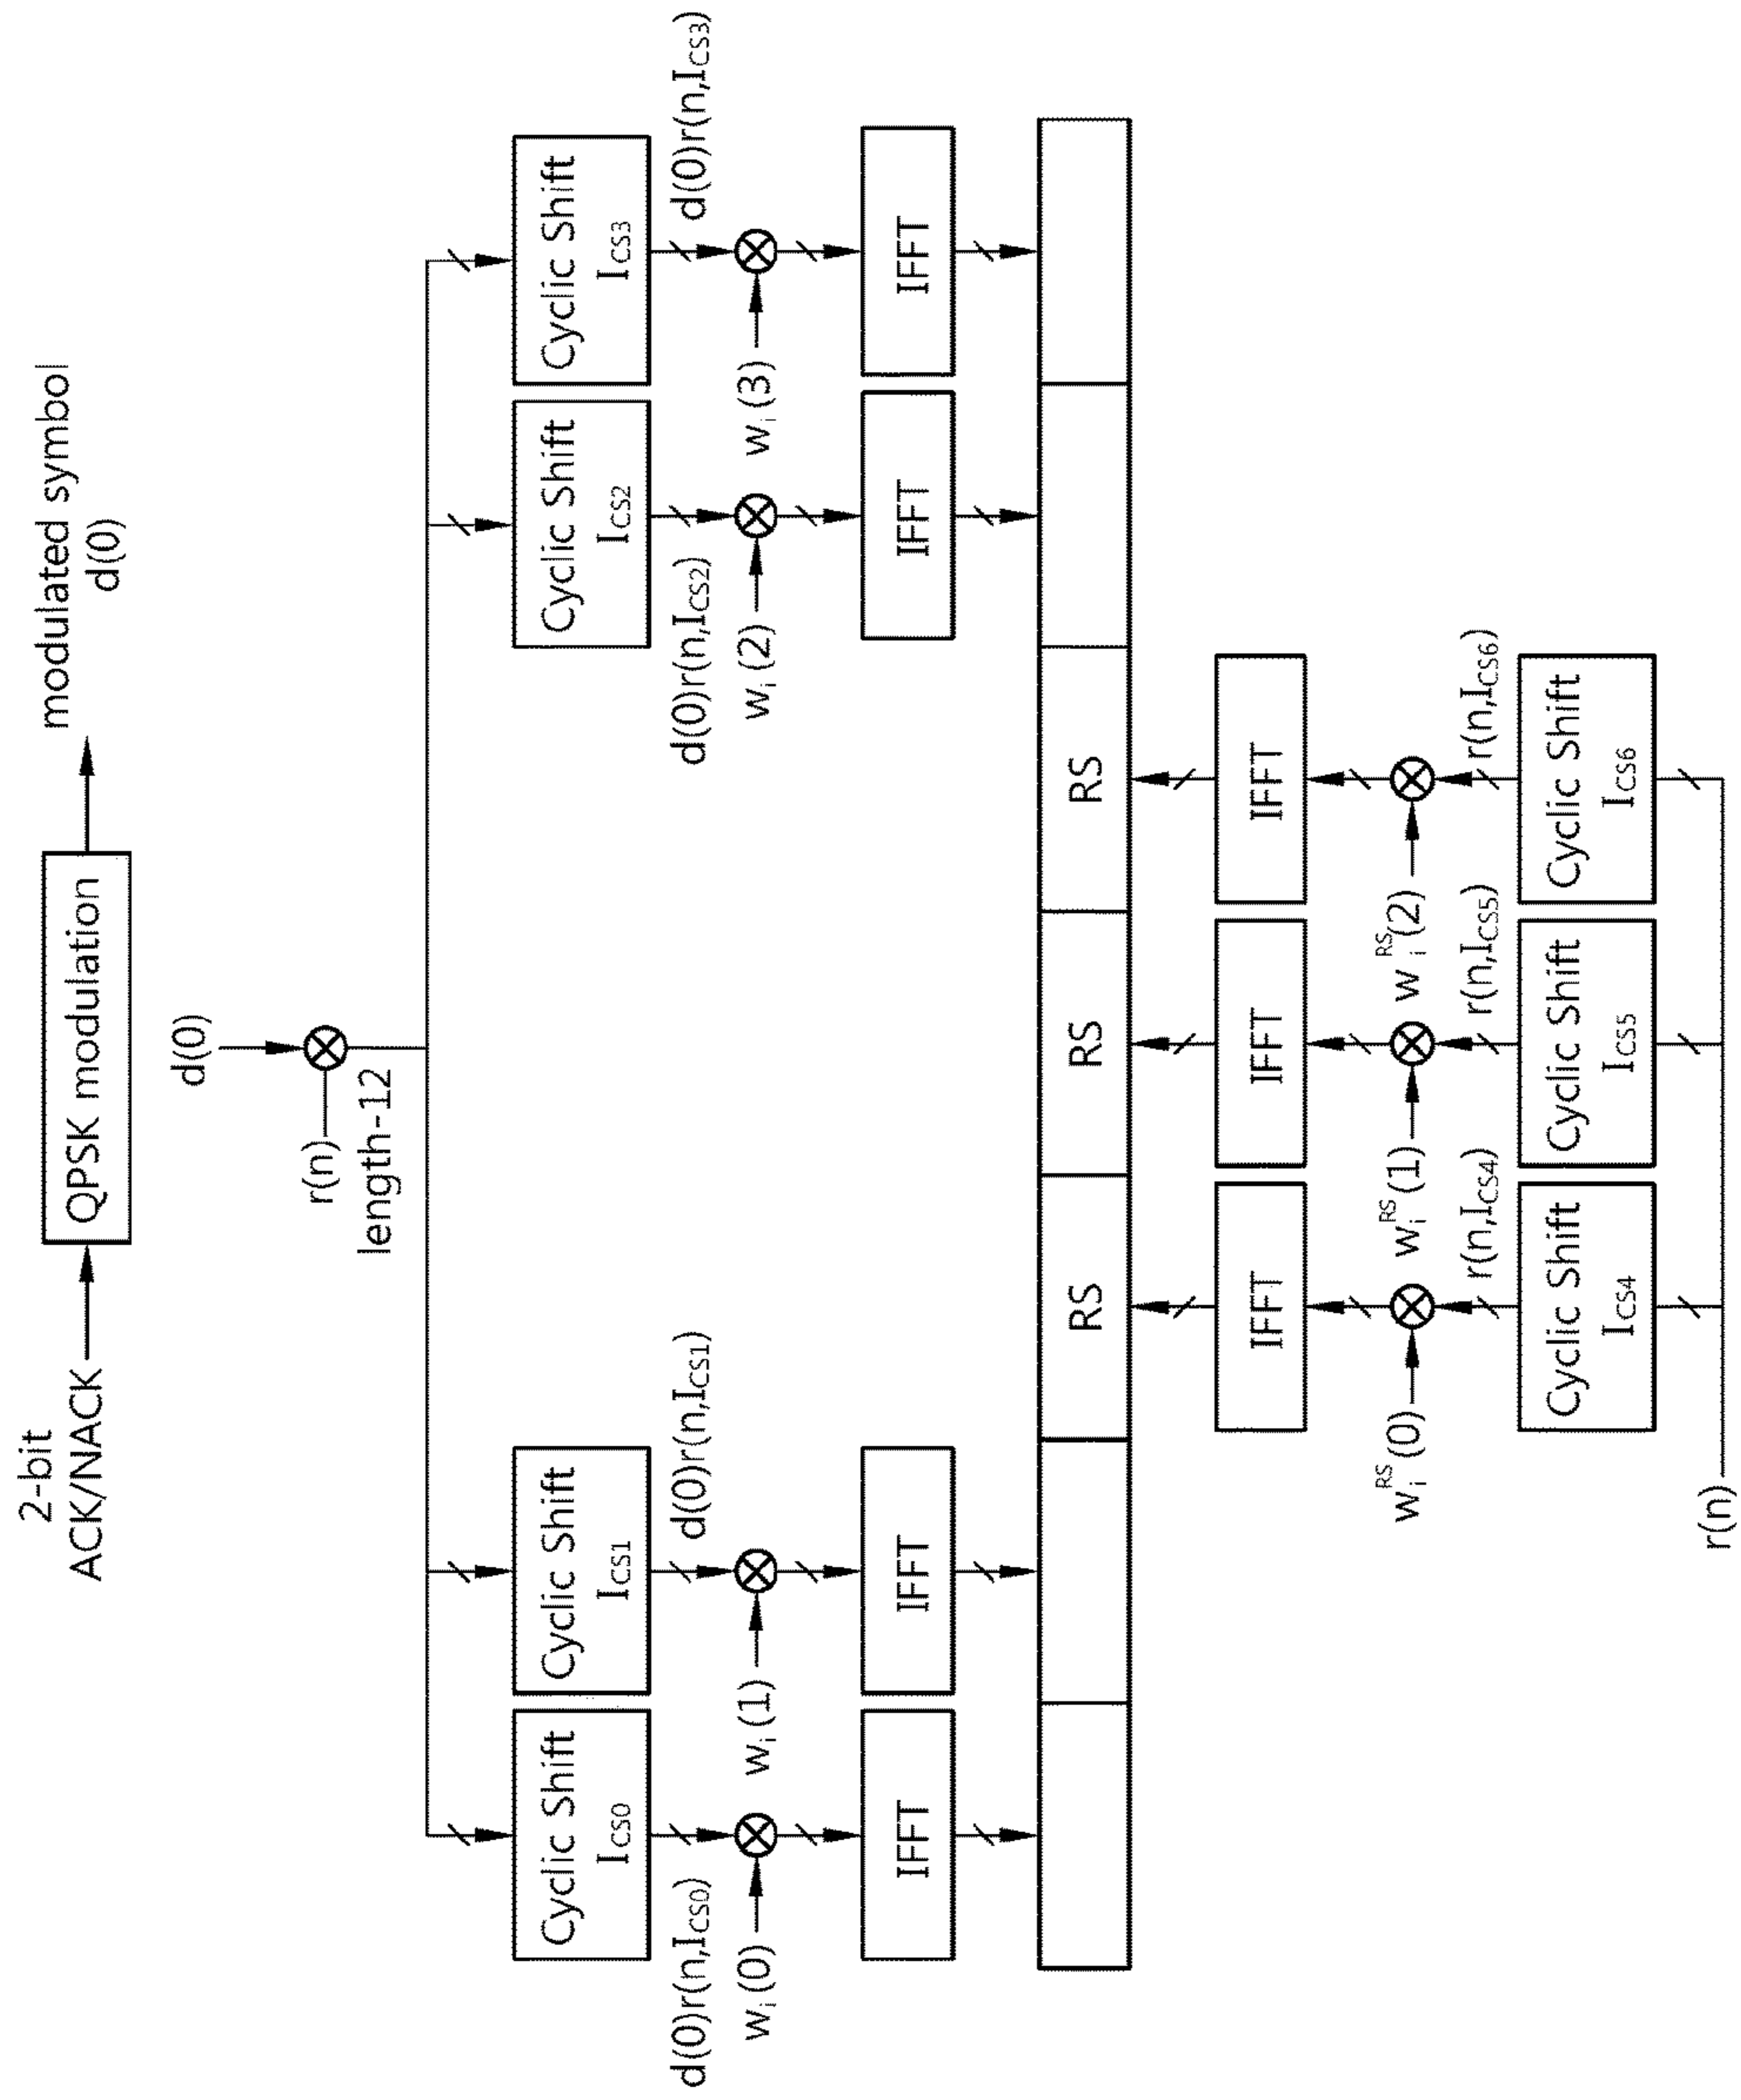 2-bit
ACK/NACK
QPSK modulation
modulated symbol
d(0)
d(0)
r(n)
length-12
Cyclic Shift
I_CS0
Cyclic Shift
I_CS1
Cyclic Shift
I_CS2
Cyclic Shift
I_CS3
d(0)r(n,I_CS0)
d(0)r(n,I_CS1)
d(0)r(n,I_CS2)
d(0)r(n,I_CS3)
w_i(0)
w_i(1)
w_i(2)
w_i(3)
IFFT
IFFT
IFFT
IFFT
RS
RS
RS
IFFT
IFFT
IFFT
w_i^RS(0)
w_i^RS(1)
w_i^RS(2)
r(n,I_CS4)
r(n,I_CS5)
r(n,I_CS6)
Cyclic Shift
I_CS4
Cyclic Shift
I_CS5
Cyclic Shift
I_CS6
r(n)